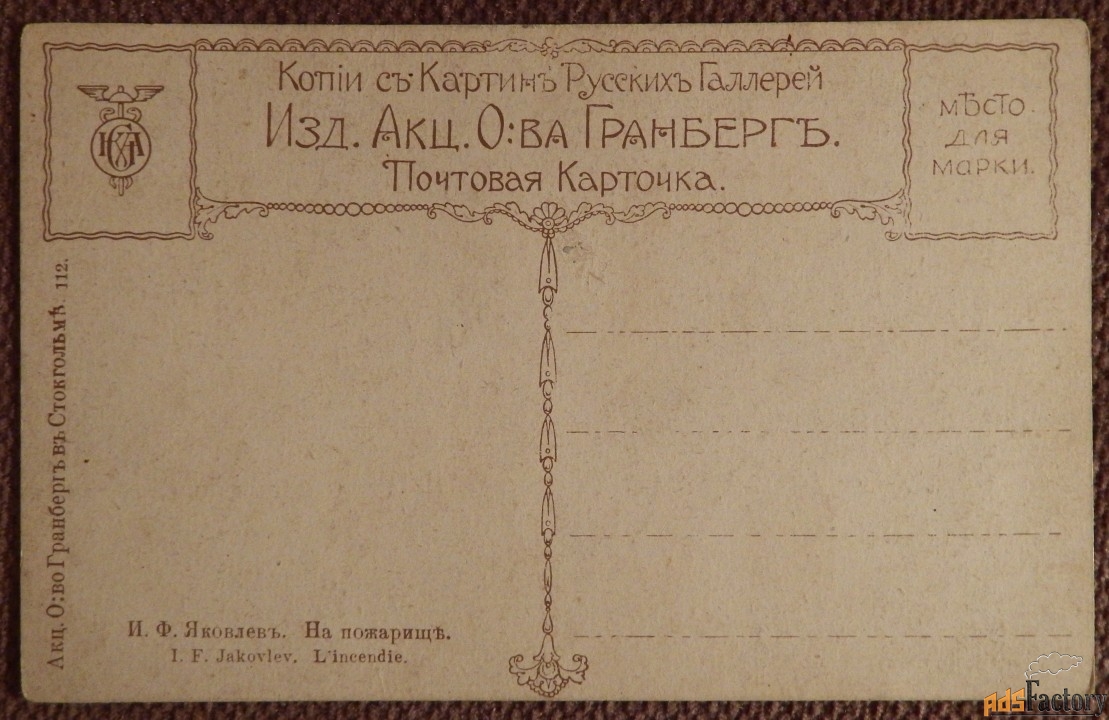 Копіи съ Картинъ Русскихъ Галлерей
Изд. Акц. О:ва Гранбергъ.
Почтовая Карточка.
мѣсто
для
марки.
Акц. О:во Гранбергъ въ Стокгольмѣ 112.
И. Ф. Яковлевъ. На пожарищѣ.
I. F. Jakovlev. L'incendie.
adsFactory